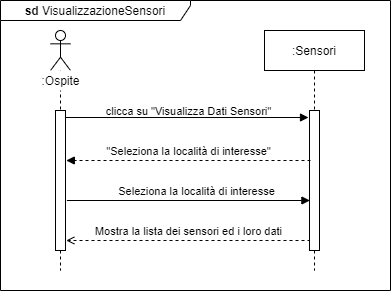 sd VisualizzazioneSensori
:Ospite
:Sensori
clicca su "Visualizza Dati Sensori"
"Seleziona la località di interesse"
Seleziona la località di interesse
Mostra la lista dei sensori ed i loro dati